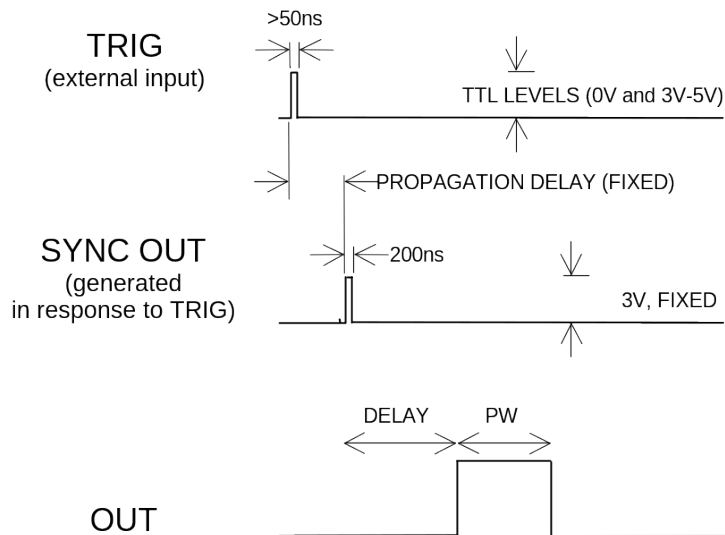 >50ns
TRIG
(external input)
TTL LEVELS (0V and 3V-5V)
PROPAGATION DELAY (FIXED)
SYNC OUT
(generated
in response to TRIG)
200ns
3V, FIXED
DELAY
PW
OUT